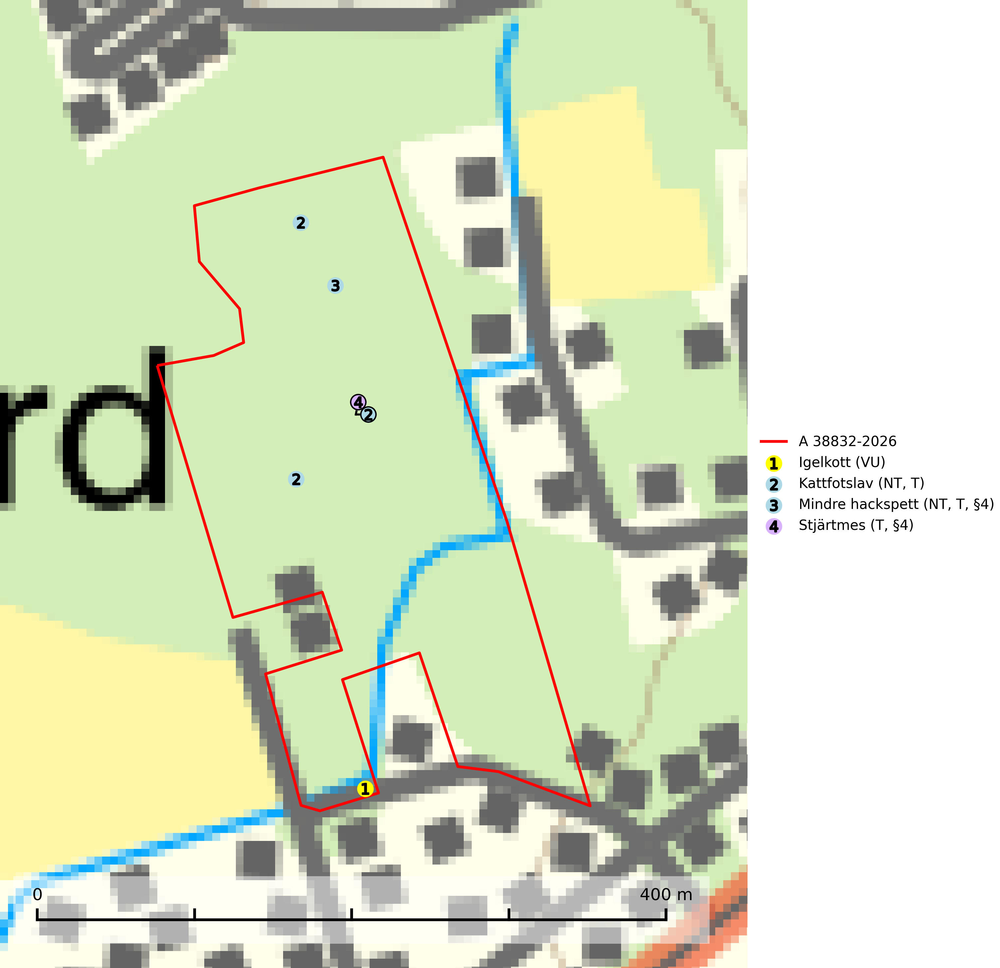 2
3
rd
4
2
2
1
0 400 m
A 38832-2026
1 Igelkott (VU)
2 Kattfotslav (NT, T)
3 Mindre hackspett (NT, T, §4)
4 Stjärtmes (T, §4)